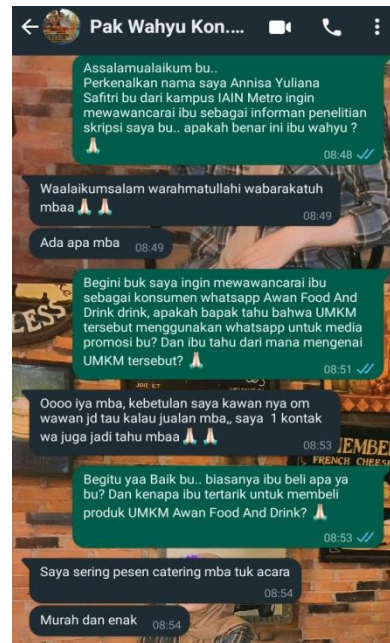 Pak Wahyu Kon....
Assalamualaikum bu..
Perkenalkan nama saya Annisa Yuliana
Safitri bu dari kampus IAIN Metro ingin
mewawancarai ibu sebagai informan penelitian
skripsi saya bu.. apakah benar ini ibu wahyu ?
🙏🏻
08:48
Waalaikumsalam warahmatullahi wabarakatuh
mbaa 🙏🏻 🙏🏻
08:49
Ada apa mba 08:49
Begini buk saya ingin mewawancarai ibu
sebagai konsumen whatsapp Awan Food And
Drink drink, apakah bapak tahu bahwa UMKM
tersebut menggunakan whatsapp untuk media
promosi bu? Dan ibu tahu dari mana mengenai
UMKM tersebut? 🙏🏻
08:51
LESS
Oooo iya mba, kebetulan saya kawan nya om
wawan jd tau kalau jualan mba,, saya 1 kontak
wa juga jadi tahu mbaa 🙏🏻 🙏🏻
08:53
EMBE
FRENCH CHEES
Begitu yaa Baik bu.. biasanya ibu beli apa ya
bu? Dan kenapa ibu tertarik untuk membeli
produk UMKM Awan Food And Drink? 🙏🏻
08:53
Saya sering pesen catering mba tuk acara
08:54
Murah dan enak 08:54